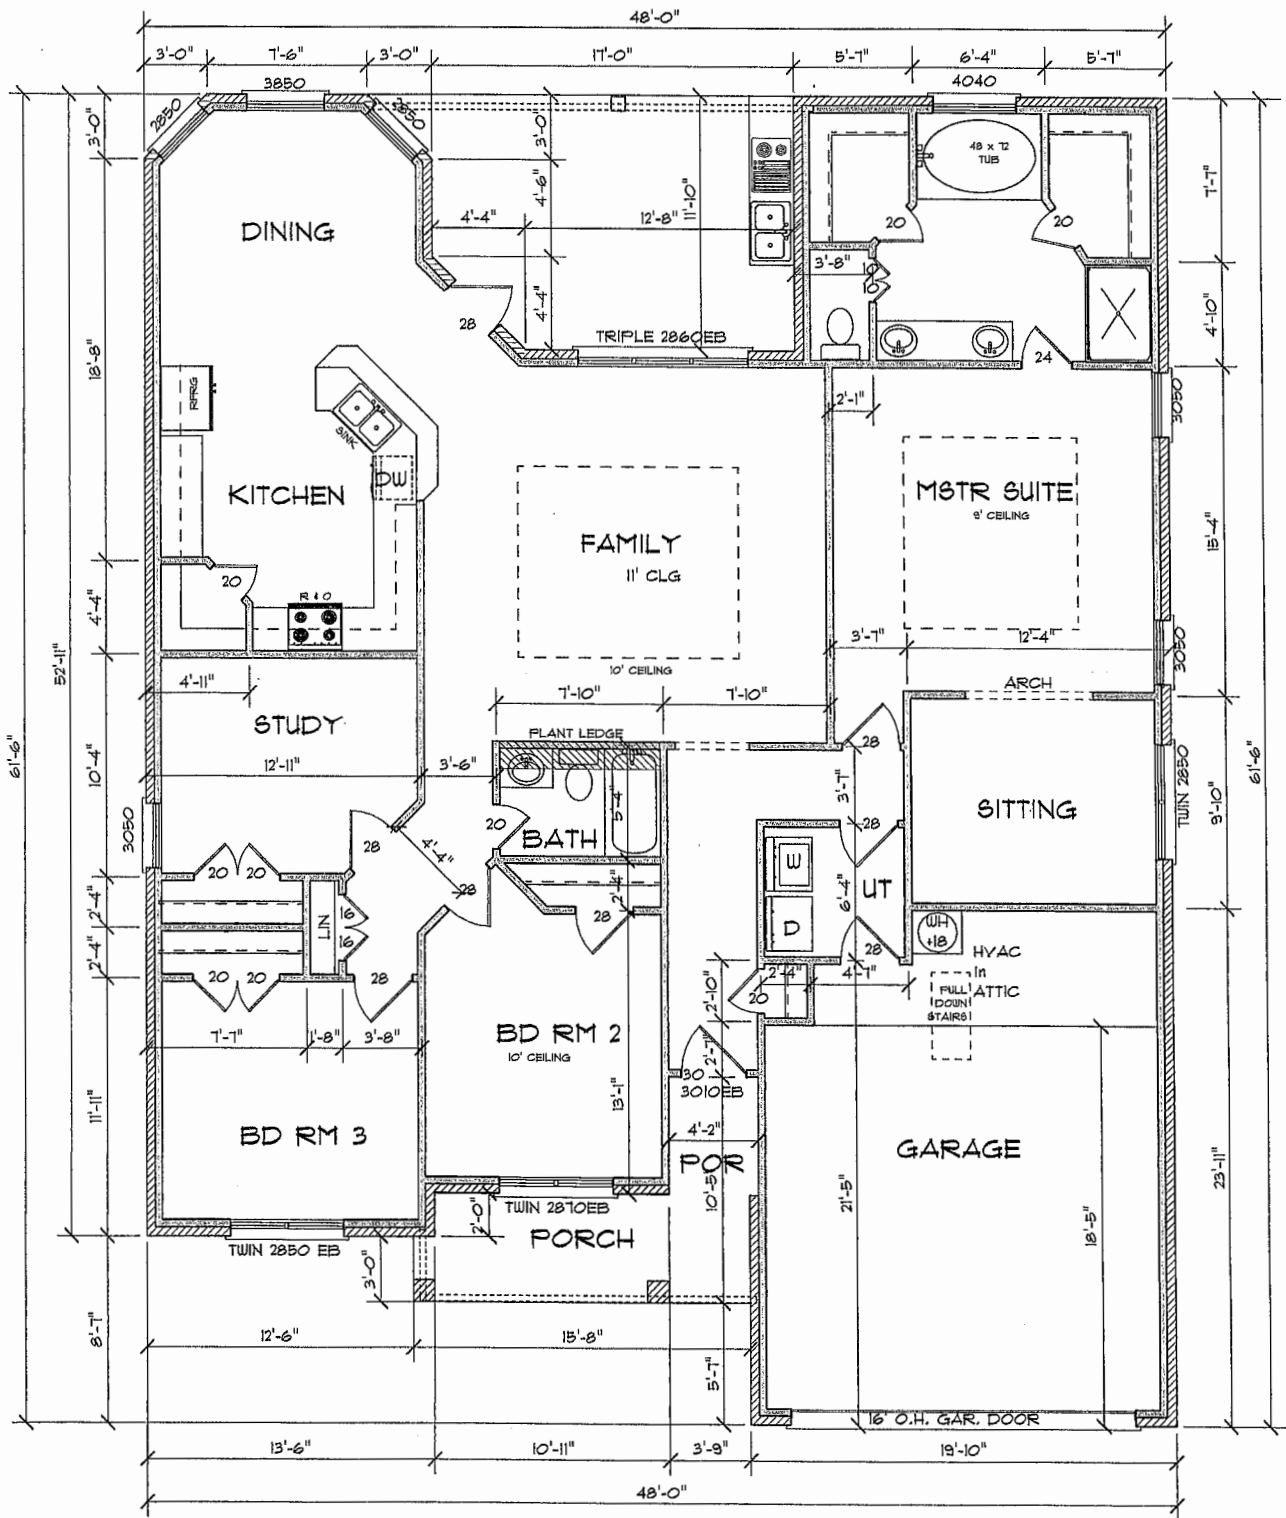 48'-0"
3'-0"
7'-6"
3'-0"
17'-0"
5'-7"
6'-4"
5'-7"
3850
4040
2850
2850
3'-0"
3'-0"
48 x 72
TUB
7'-7"
4'-6"
4'-4"
12'-8"
11'-10"
20
20
DINING
3'-8"
10
10
28
4'-4"
TRIPLE 2860EB
24
4'-10"
18'-8"
RFRG
SINK
2'-1"
3050
DW
KITCHEN
MSTR SUITE
9' CEILING
FAMILY
11' CLG
15'-4"
20
R & O
4'-4"
3'-7"
12'-4"
3050
10' CEILING
52'-11"
4'-11"
7'-10"
7'-10"
ARCH
STUDY
PLANT LEDGE
28
61'-6"
61'-6"
10'-4"
12'-11"
3'-6"
3'-7"
TWIN 2850
9'-10"
SITTING
3050
28
20
BATH
5'-4"
28
4'-4"
20
20
28
W
6'-4"
UT
2'-4"
16
LIN
16
2'-4"
28
D
28
WH
+18
HVAC
in
ATTIC
2'-4"
20
20
28
2'-4"
4'-7"
PULL
DOWN
STAIRS
20
2'-10"
7'-7"
1'-8"
3'-8"
BD RM 2
10' CEILING
2'-7"
30
3010EB
13'-1"
11'-11"
BD RM 3
4'-2"
GARAGE
POR
10'-5"
21'-5"
18'-5"
23'-11"
TWIN 2870EB
2'-0"
PORCH
TWIN 2850 EB
3'-0"
8'-7"
12'-6"
15'-8"
5'-7"
16' O.H. GAR. DOOR
13'-6"
10'-11"
3'-9"
19'-10"
48'-0"